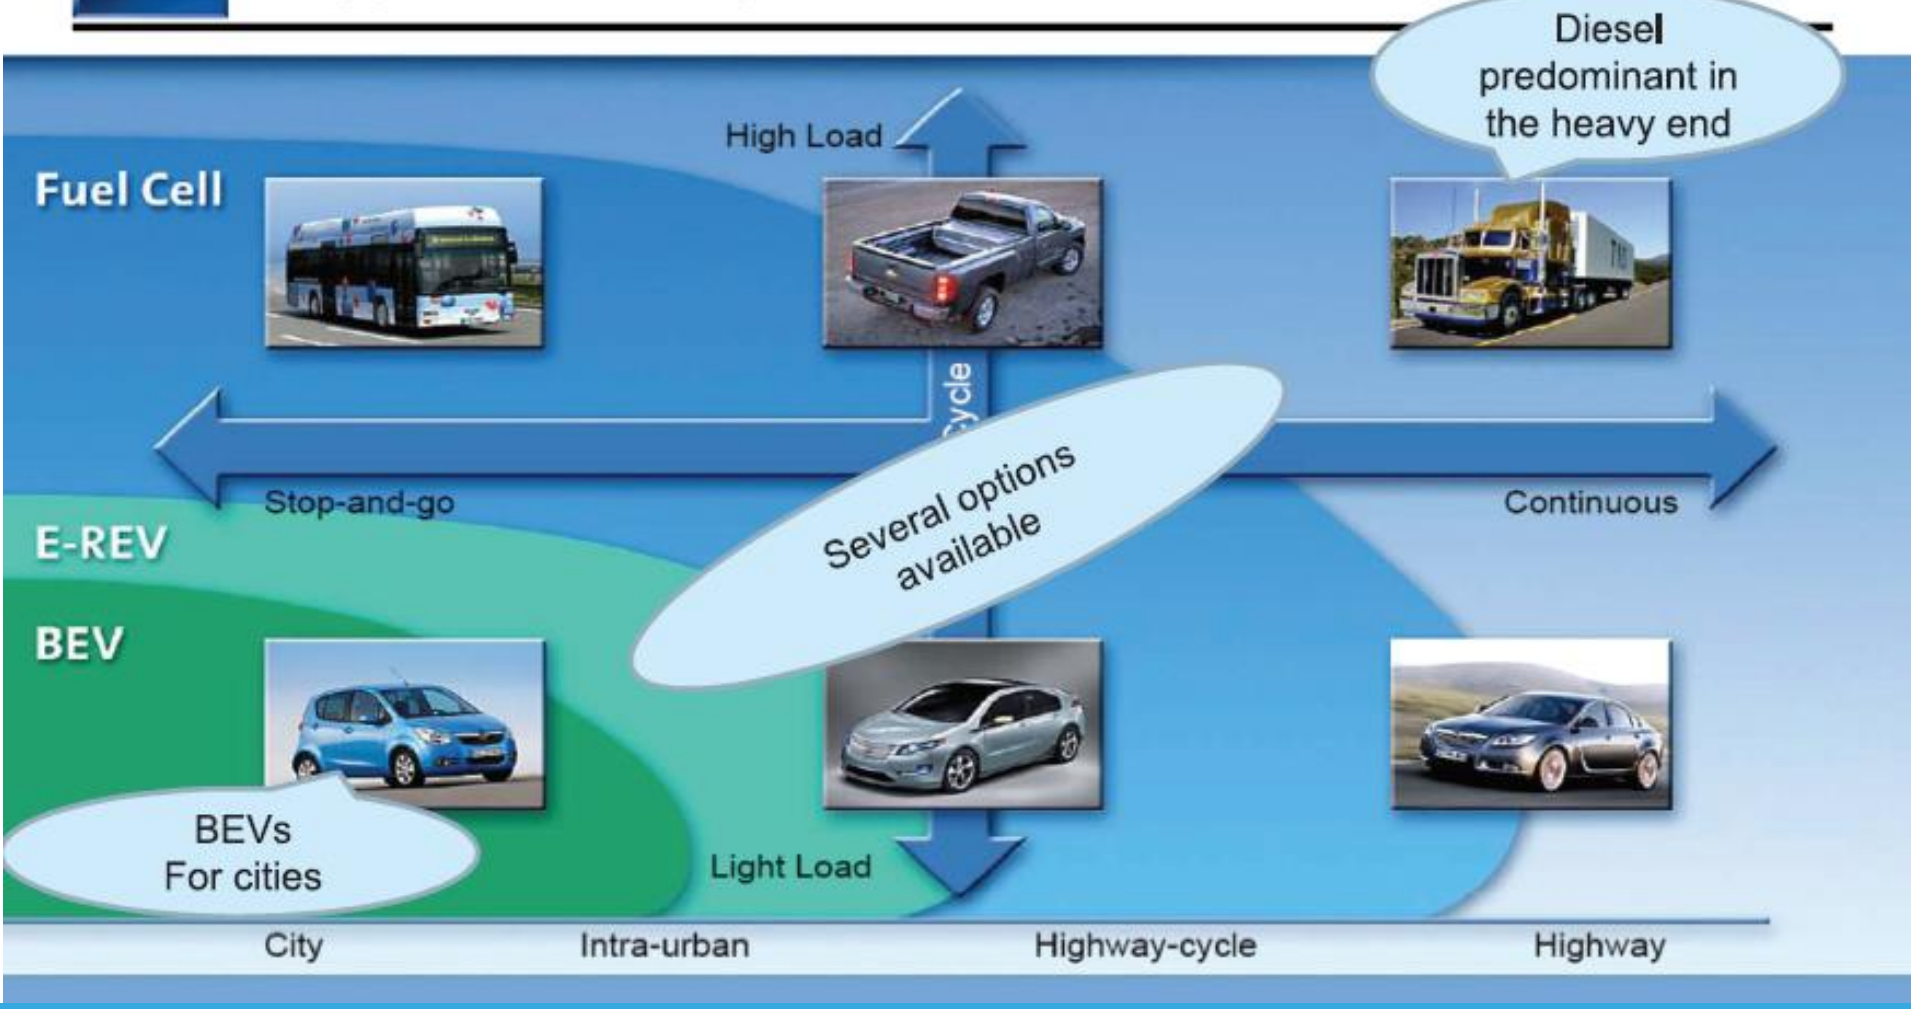 Diesel
predominant in
the heavy end
High Load
Fuel Cell
Cycle
Several options
available
Stop-and-go
Continuous
E-REV
BEV
BEVs
For cities
Light Load
City
Intra-urban
Highway-cycle
Highway